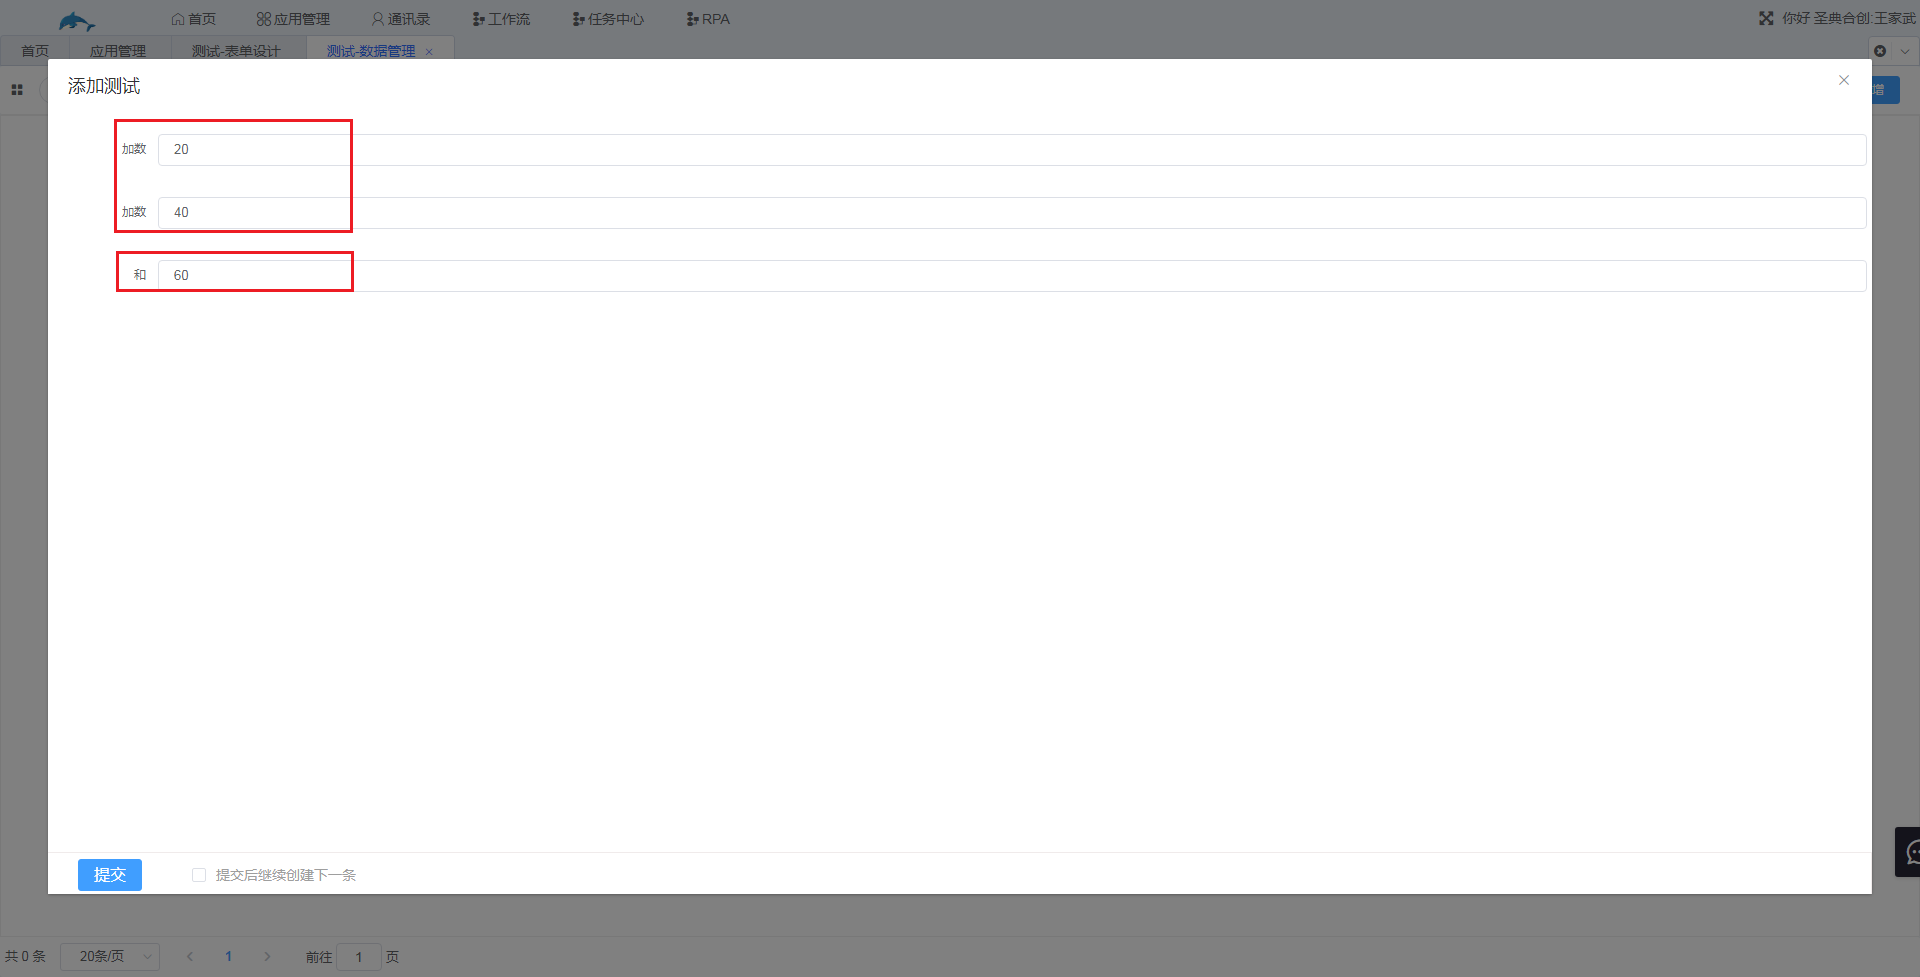 首页 应用管理 通讯录 工作流 任务中心 RPA 你好 圣典合创:王家武
首页 应用管理 测试-表单设计 测试-数据管理
添加测试
增
加数 20
加数 40
和 60
提交 提交后继续创建下一条
共 0 条 20条/页 1 前往 1 页